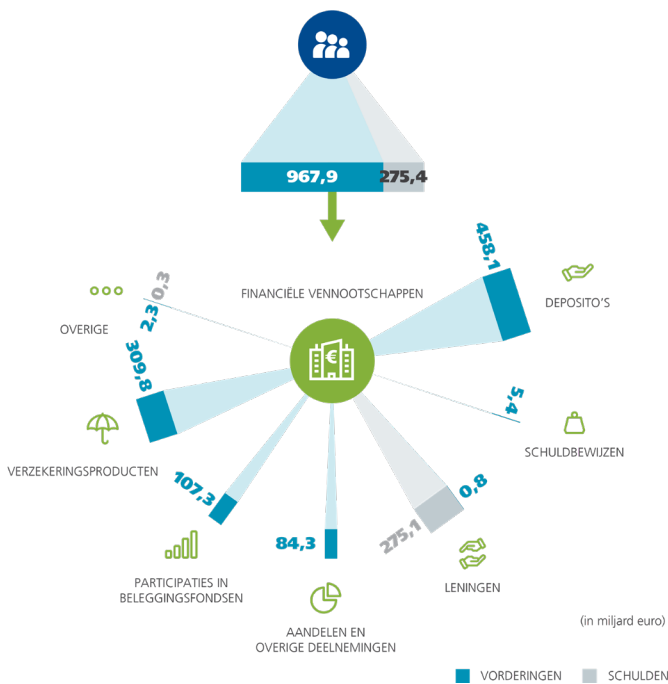 967,9
275,4
FINANCIËLE VENNOOTSCHAPPEN
458,1
DEPOSITO’S
5,4
SCHULDBEWIJZEN
0,8
275,1
LENINGEN
84,3
AANDELEN EN
OVERIGE DEELNEMINGEN
107,3
PARTICIPATIES IN
BELEGGINGSFONDSEN
309,8
VERZEKERINGSPRODUCTEN
2,3
0,3
OVERIGE
€
(in miljard euro)
VORDERINGEN
SCHULDEN